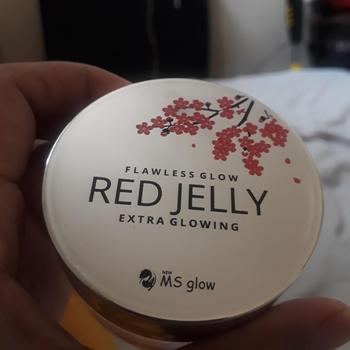 FLAWLESS GLOW
RED JELLY
EXTRA GLOWING
NEW
MS glow